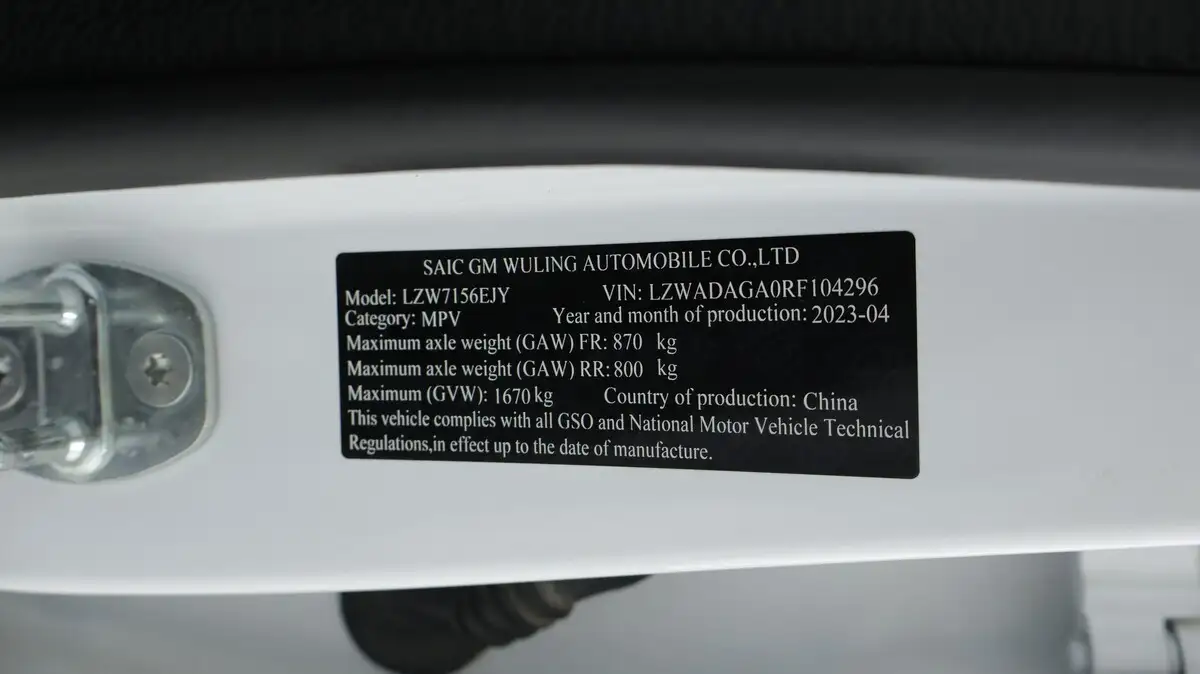 SAIC GM WULING AUTOMOBILE CO.,LTD
Model: LZW7156EJY VIN: LZWADAGA0RF104296
Category: MPV Year and month of production: 2023-04
Maximum axle weight (GAW) FR: 870 kg
Maximum axle weight (GAW) RR: 800 kg
Maximum (GVW): 1670 kg Country of production: China
This vehicle complies with all GSO and National Motor Vehicle Technical
Regulations,in effect up to the date of manufacture.